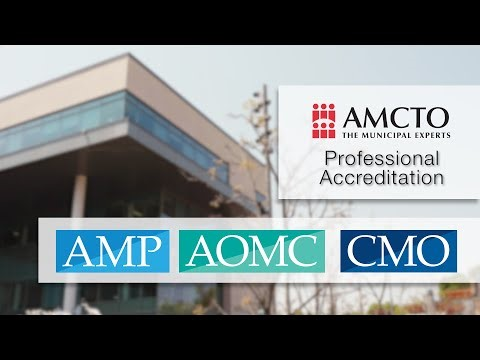 AMCTO
THE MUNICIPAL EXPERTS
Professional
Accreditation
AMP AOMC CMO